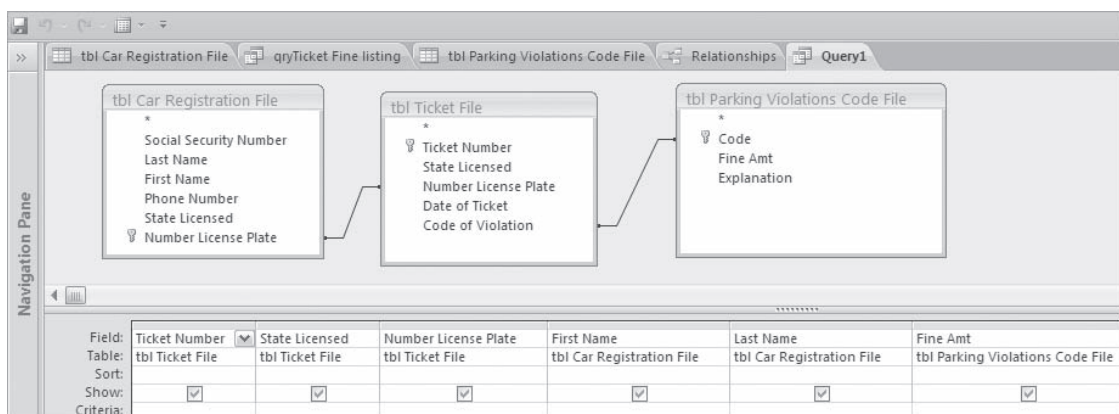 tbl Car Registration File qryTicket Fine listing tbl Parking Violations Code File Relationships Query1
»
Navigation Pane
tbl Car Registration File
*
Social Security Number
Last Name
First Name
Phone Number
State Licensed
Number License Plate
tbl Ticket File
*
Ticket Number
State Licensed
Number License Plate
Date of Ticket
Code of Violation
tbl Parking Violations Code File
*
Code
Fine Amt
Explanation
Field: Ticket Number State Licensed Number License Plate First Name Last Name Fine Amt
Table: tbl Ticket File tbl Ticket File tbl Ticket File tbl Car Registration File tbl Car Registration File tbl Parking Violations Code File
Sort:
Show:
Criteria: